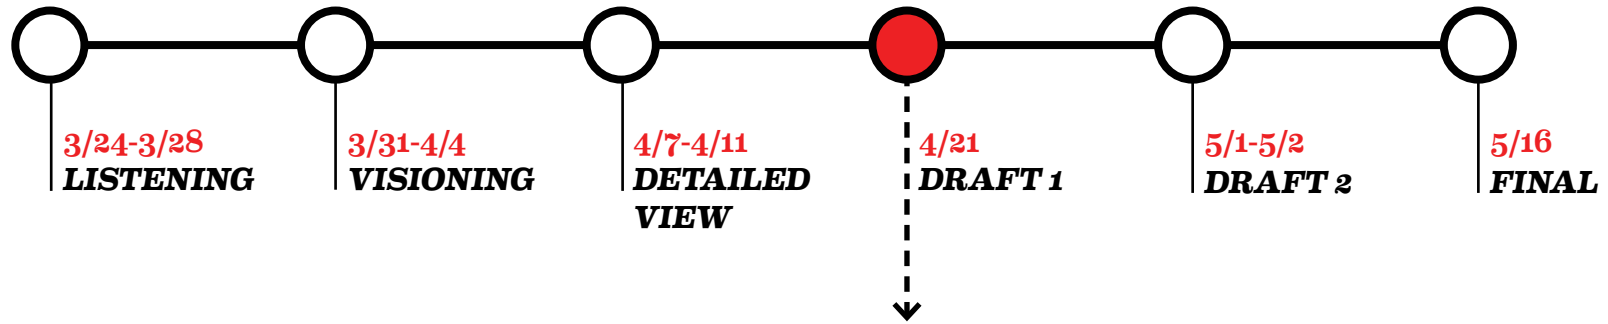 3/24-3/28
LISTENING
3/31-4/4
VISIONING
4/7-4/11
DETAILED
VIEW
4/21
DRAFT 1
5/1-5/2
DRAFT 2
5/16
FINAL